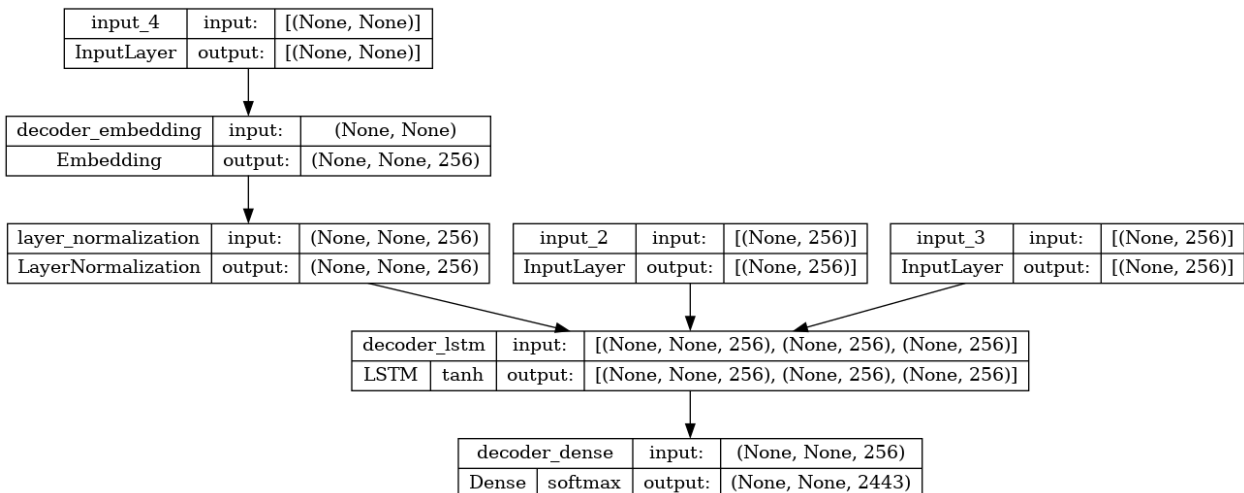 input_4 input: [(None, None)]
InputLayer output: [(None, None)]
decoder_embedding input: (None, None)
Embedding output: (None, None, 256)
layer_normalization input: (None, None, 256)
LayerNormalization output: (None, None, 256)
input_2 input: [(None, 256)]
InputLayer output: [(None, 256)]
input_3 input: [(None, 256)]
InputLayer output: [(None, 256)]
decoder_lstm input: [(None, None, 256), (None, 256), (None, 256)]
LSTM tanh output: [(None, None, 256), (None, 256), (None, 256)]
decoder_dense input: (None, None, 256)
Dense softmax output: (None, None, 2443)